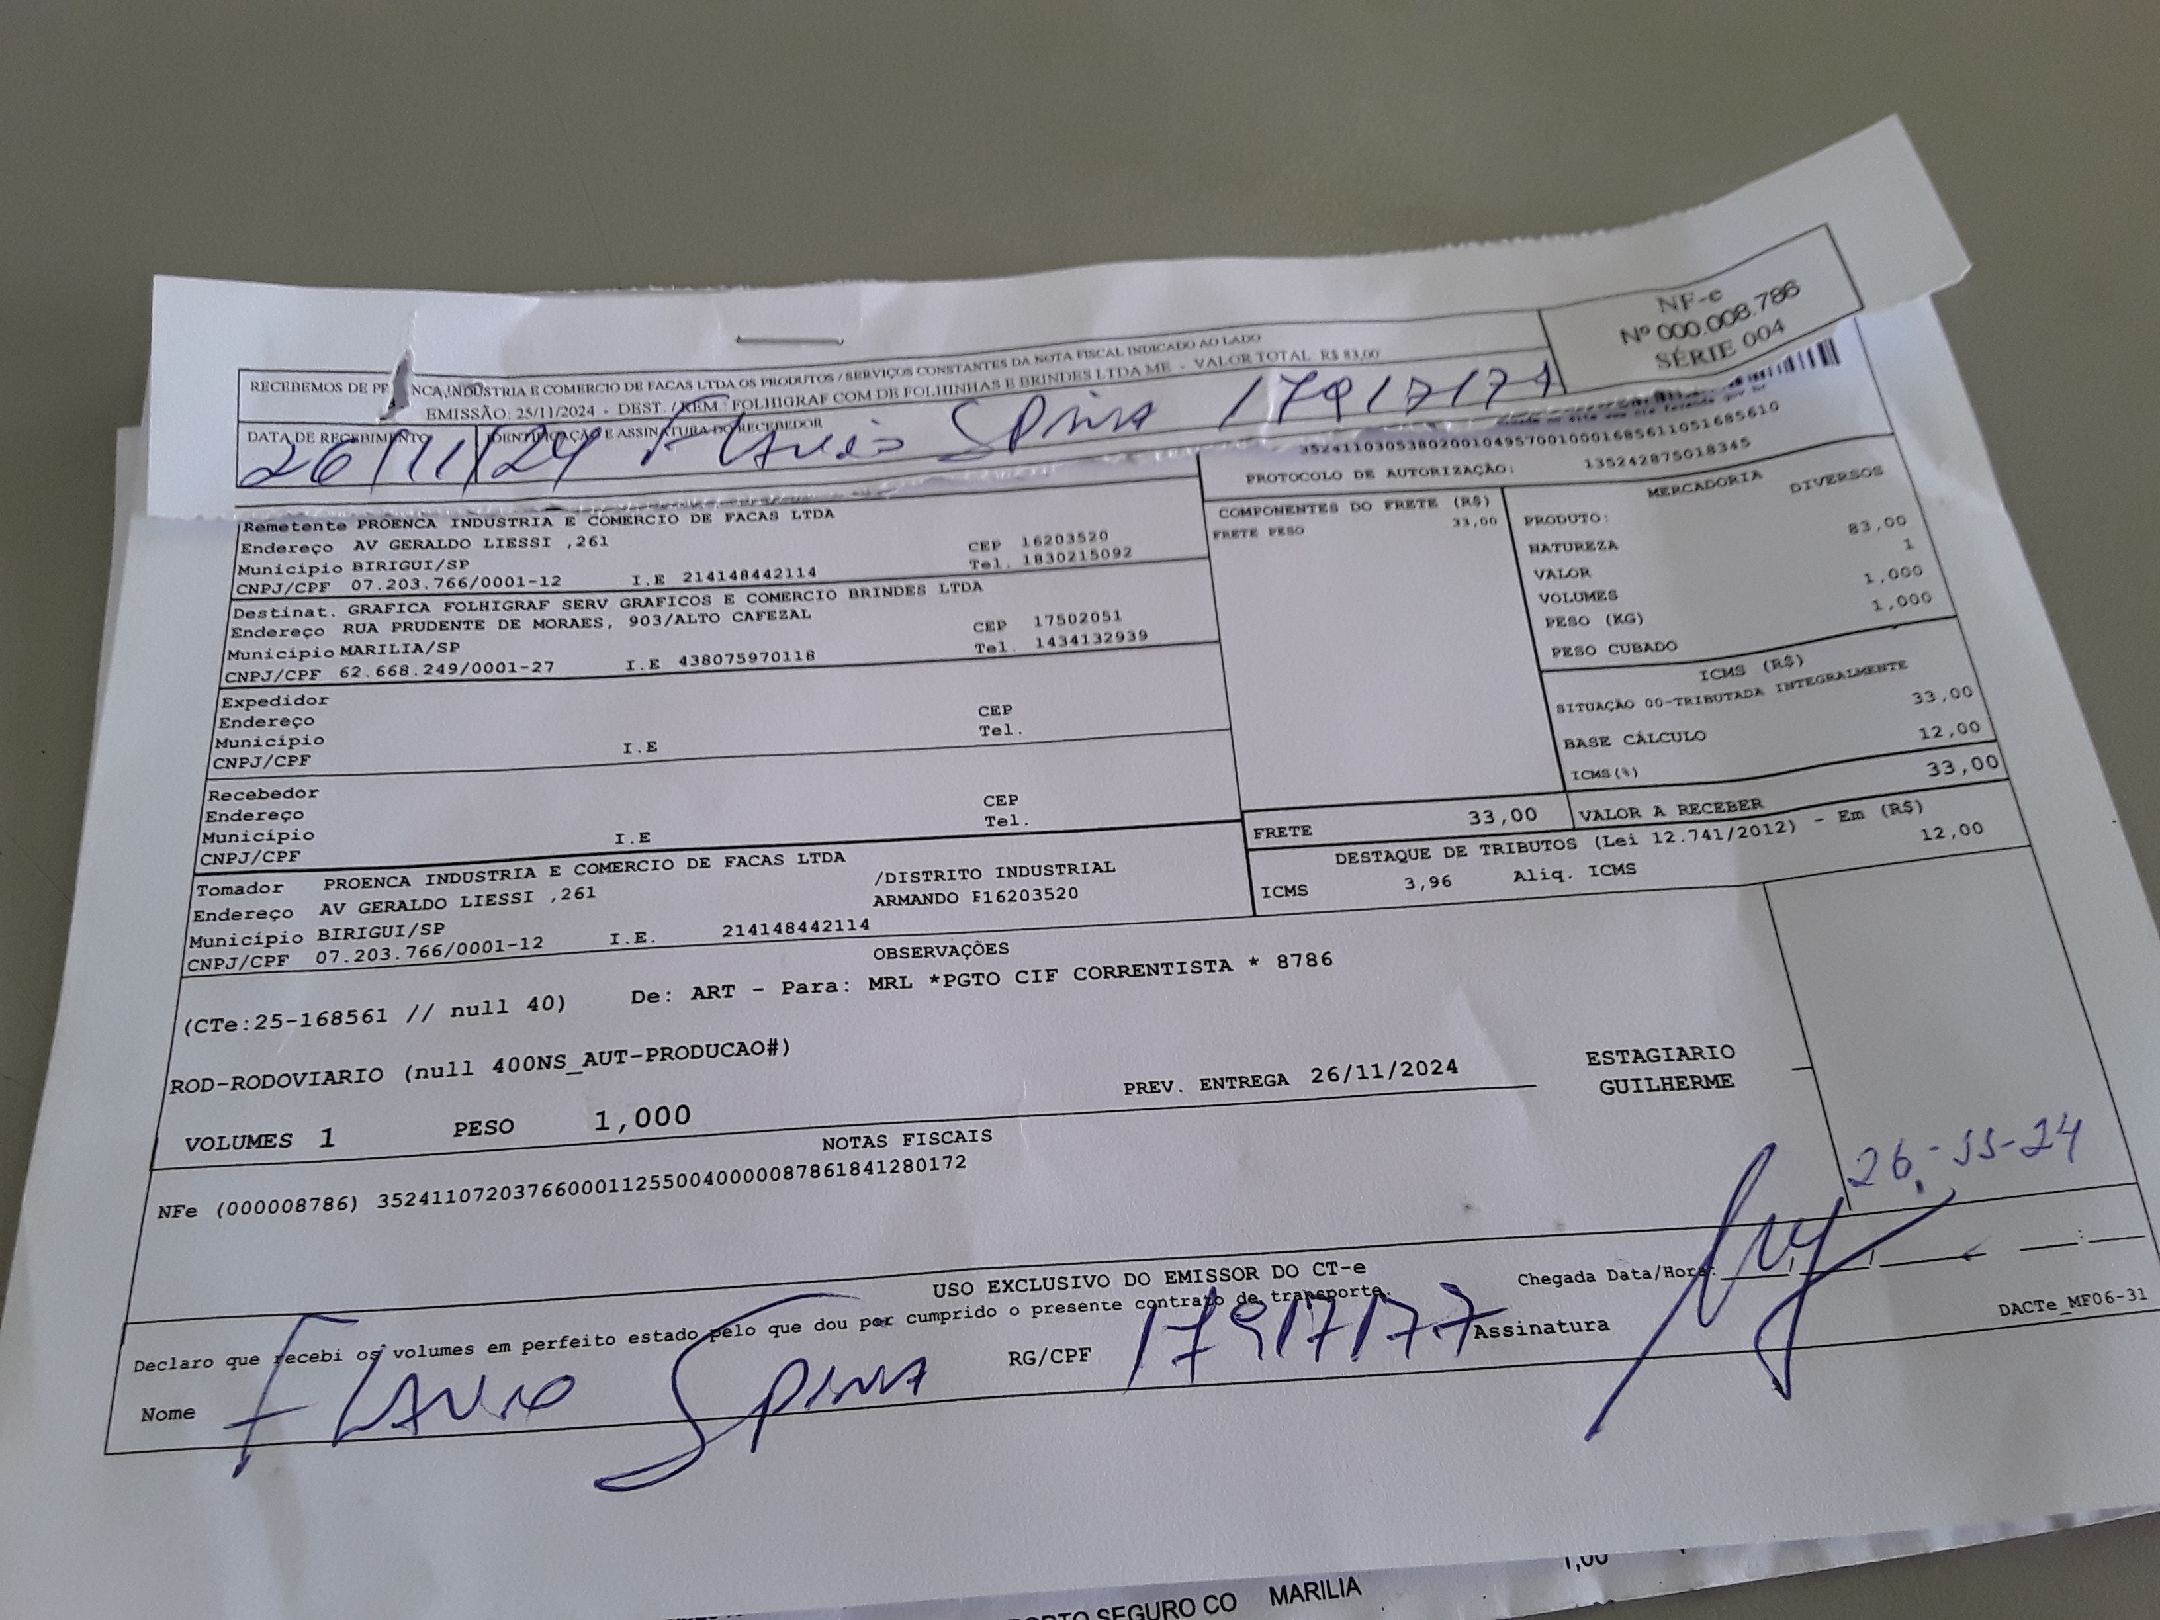 RECEBEMOS DE PR ENCA INDUSTRIA E COMERCIO DE FACAS LTDA OS PRODUTOS / SERVIÇOS CONSTANTES DA NOTA FISCAL INDICADO AO LADO
EMISSÃO: 25/11/2024 - DEST. / REM.: FOLHIGRAF COM DE FOLHINHAS E BRINDES LTDA ME - VALOR TOTAL R$ 83,00
NF-e
Nº 000.008.786
SÉRIE 004
DATA DE RECEBIMENTO
IDENTIFICAÇÃO E ASSINATURA DO RECEBEDOR
26/11/24 Flavio Spina 17917177
PROTOCOLO DE AUTORIZAÇÃO: 135242875018345
Remetente PROENCA INDUSTRIA E COMERCIO DE FACAS LTDA
Endereço AV GERALDO LIESSI ,261 CEP 16203520
Município BIRIGUI/SP Tel. 1830215092
CNPJ/CPF 07.203.766/0001-12 I.E 214148442114
Destinat. GRAFICA FOLHIGRAF SERV GRAFICOS E COMERCIO BRINDES LTDA
Endereço RUA PRUDENTE DE MORAES, 903/ALTO CAFEZAL CEP 17502051
Município MARILIA/SP Tel. 1434132939
CNPJ/CPF 62.668.249/0001-27 I.E 438075970118
Expedidor
Endereço CEP
Município Tel.
CNPJ/CPF I.E
Recebedor
Endereço CEP
Município Tel.
CNPJ/CPF I.E
Tomador PROENCA INDUSTRIA E COMERCIO DE FACAS LTDA
Endereço AV GERALDO LIESSI ,261 /DISTRITO INDUSTRIAL
Município BIRIGUI/SP ARMANDO F16203520
CNPJ/CPF 07.203.766/0001-12 I.E. 214148442114
COMPONENTES DO FRETE (R$)
FRETE PESO 33,00
MERCADORIA
PRODUTO: DIVERSOS
NATUREZA
VALOR 83,00
VOLUMES 1
PESO (KG) 1,000
PESO CUBADO 1,000
ICMS (R$)
SITUAÇÃO 00-TRIBUTADA INTEGRALMENTE
BASE CÁLCULO 33,00
ICMS(%) 12,00
FRETE 33,00 VALOR A RECEBER 33,00
DESTAQUE DE TRIBUTOS (Lei 12.741/2012) - Em (R$)
ICMS 3,96 Aliq. ICMS 12,00
OBSERVAÇÕES
(CTe:25-168561 // null 40) De: ART - Para: MRL *PGTO CIF CORRENTISTA * 8786
ROD-RODOVIARIO (null 400NS_AUT-PRODUCAO#)
VOLUMES 1 PESO 1,000 PREV. ENTREGA 26/11/2024
ESTAGIARIO
GUILHERME
NOTAS FISCAIS
NFe (000008786) 35241107203766000112550040000087861841280172
26-11-24
USO EXCLUSIVO DO EMISSOR DO CT-e
Declaro que recebi os volumes em perfeito estado pelo que dou por cumprido o presente contrato de transporte.
Chegada Data/Hora:
Nome Flavio Spina RG/CPF 17917177 Assinatura
DACTe_MF06-31
SEGURO CO MARILIA